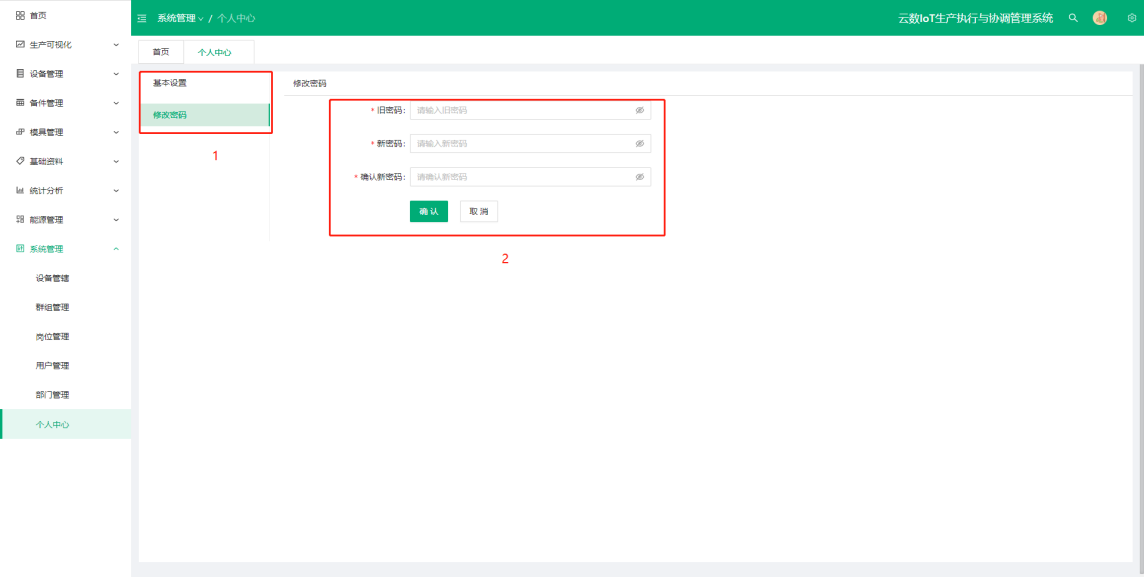 首页
生产可视化
设备管理
备件管理
模具管理
基础资料
统计分析
能源管理
系统管理
设备管辖
群组管理
岗位管理
用户管理
部门管理
个人中心
系统管理 / 个人中心
云数IoT生产执行与协调管理系统
首页 个人中心
基本设置
修改密码
1
修改密码
* 旧密码: 请输入旧密码
* 新密码: 请输入新密码
* 确认新密码: 请确认新密码
确 认 取 消
2